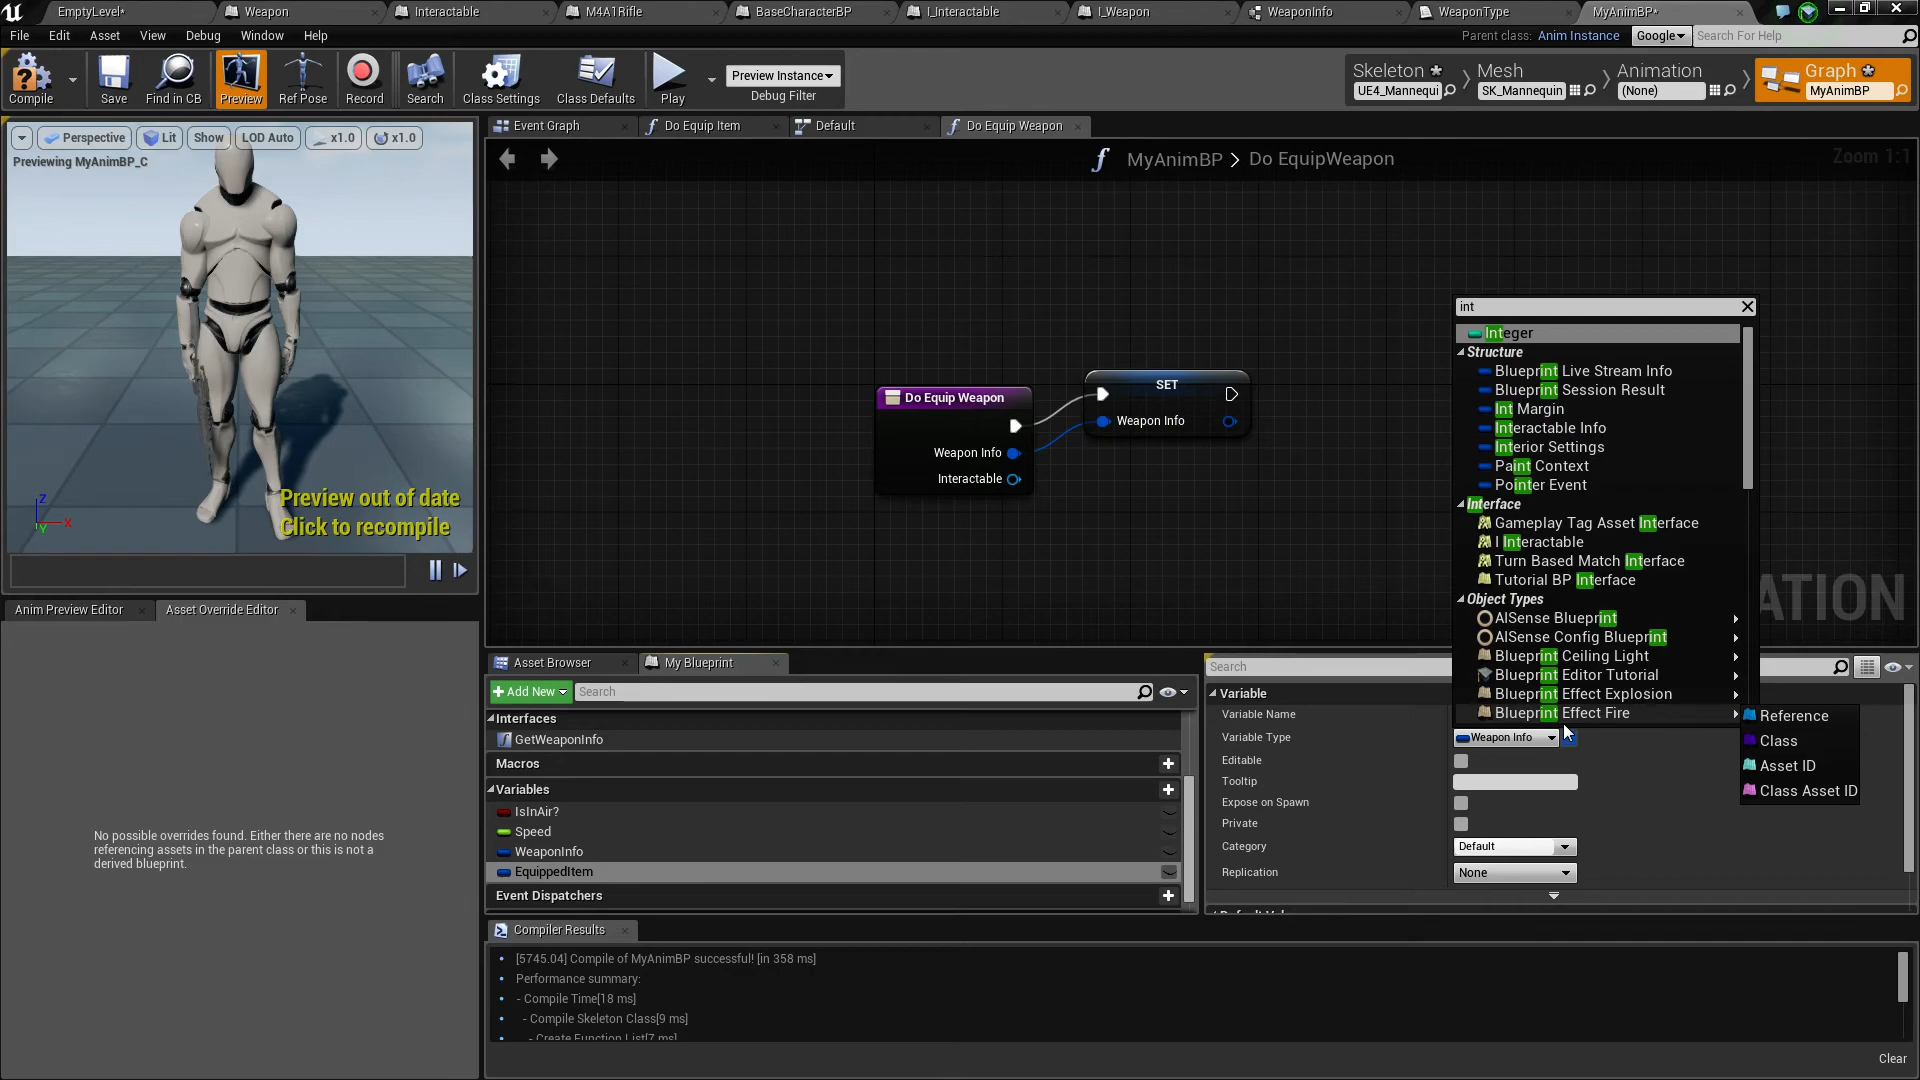 EmptyLevel*
Weapon
Interactable
M4A1Rifle
BaseCharacterBP
I_Interactable
I_Weapon
WeaponInfo
WeaponType
MyAnimBP*
File Edit Asset View Debug Window Help
Parent class: Anim Instance
Google
Search For Help
Compile
Save
Find in CB
Preview
Ref Pose
Record
Search
Class Settings
Class Defaults
Play
Preview Instance
Debug Filter
Skeleton
UE4_Mannequi
Mesh
SK_Mannequin
Animation
(None)
Graph
MyAnimBP
Perspective
Lit
Show
LOD Auto
x1.0
x1.0
Previewing MyAnimBP_C
Preview out of date
Click to recompile
Z
X
Y
Event Graph
Do Equip Item
Default
Do Equip Weapon
MyAnimBP > Do EquipWeapon
Zoom 1:1
Do Equip Weapon
Weapon Info
Interactable
SET
Weapon Info
ATION
int
Integer
Structure
Blueprint Live Stream Info
Blueprint Session Result
Int Margin
Interactable Info
Interior Settings
Paint Context
Pointer Event
Interface
Gameplay Tag Asset Interface
I Interactable
Turn Based Match Interface
Tutorial BP Interface
Object Types
AISense Blueprint
AISense Config Blueprint
Blueprint Ceiling Light
Blueprint Editor Tutorial
Blueprint Effect Explosion
Blueprint Effect Fire
Reference
Class
Asset ID
Class Asset ID
Anim Preview Editor
Asset Override Editor
No possible overrides found. Either there are no nodes
referencing assets in the parent class or this is not a
derived blueprint.
Asset Browser
My Blueprint
Add New
Search
Interfaces
GetWeaponInfo
Macros
Variables
IsInAir?
Speed
WeaponInfo
EquippedItem
Event Dispatchers
Search
Variable
Variable Name
Variable Type
Weapon Info
Editable
Tooltip
Expose on Spawn
Private
Category
Default
Replication
None
Compiler Results
[5745.04] Compile of MyAnimBP successful! [in 358 ms]
Performance summary:
- Compile Time[18 ms]
- Compile Skeleton Class[9 ms]
- Create Function List[7 ms]
Clear